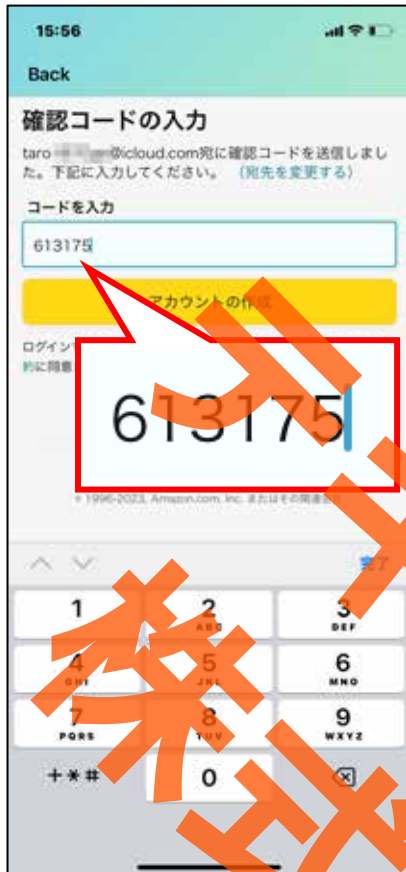 15:56
Back
確認コードの入力
taro
@icloud.com宛に確認コードを送信しまし
た。下記に入力してください。 (宛先を変更する)
コードを入力
613175
アカウントの作成
ログイン
約に同意
613175
© 1996-2023, Amazon.com, Inc. またはその関連会社
完了
1
2
ABC
3
DEF
4
GHI
5
JKL
6
MNO
7
PQRS
8
TUV
9
WXYZ
+*#
0
株